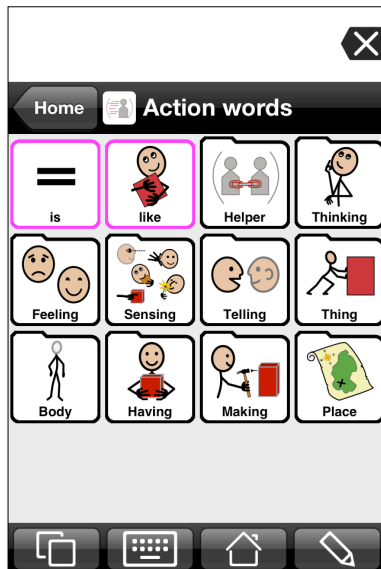 Home Action words
is like Helper Thinking
Feeling Sensing Telling Thing
Body Having Making Place